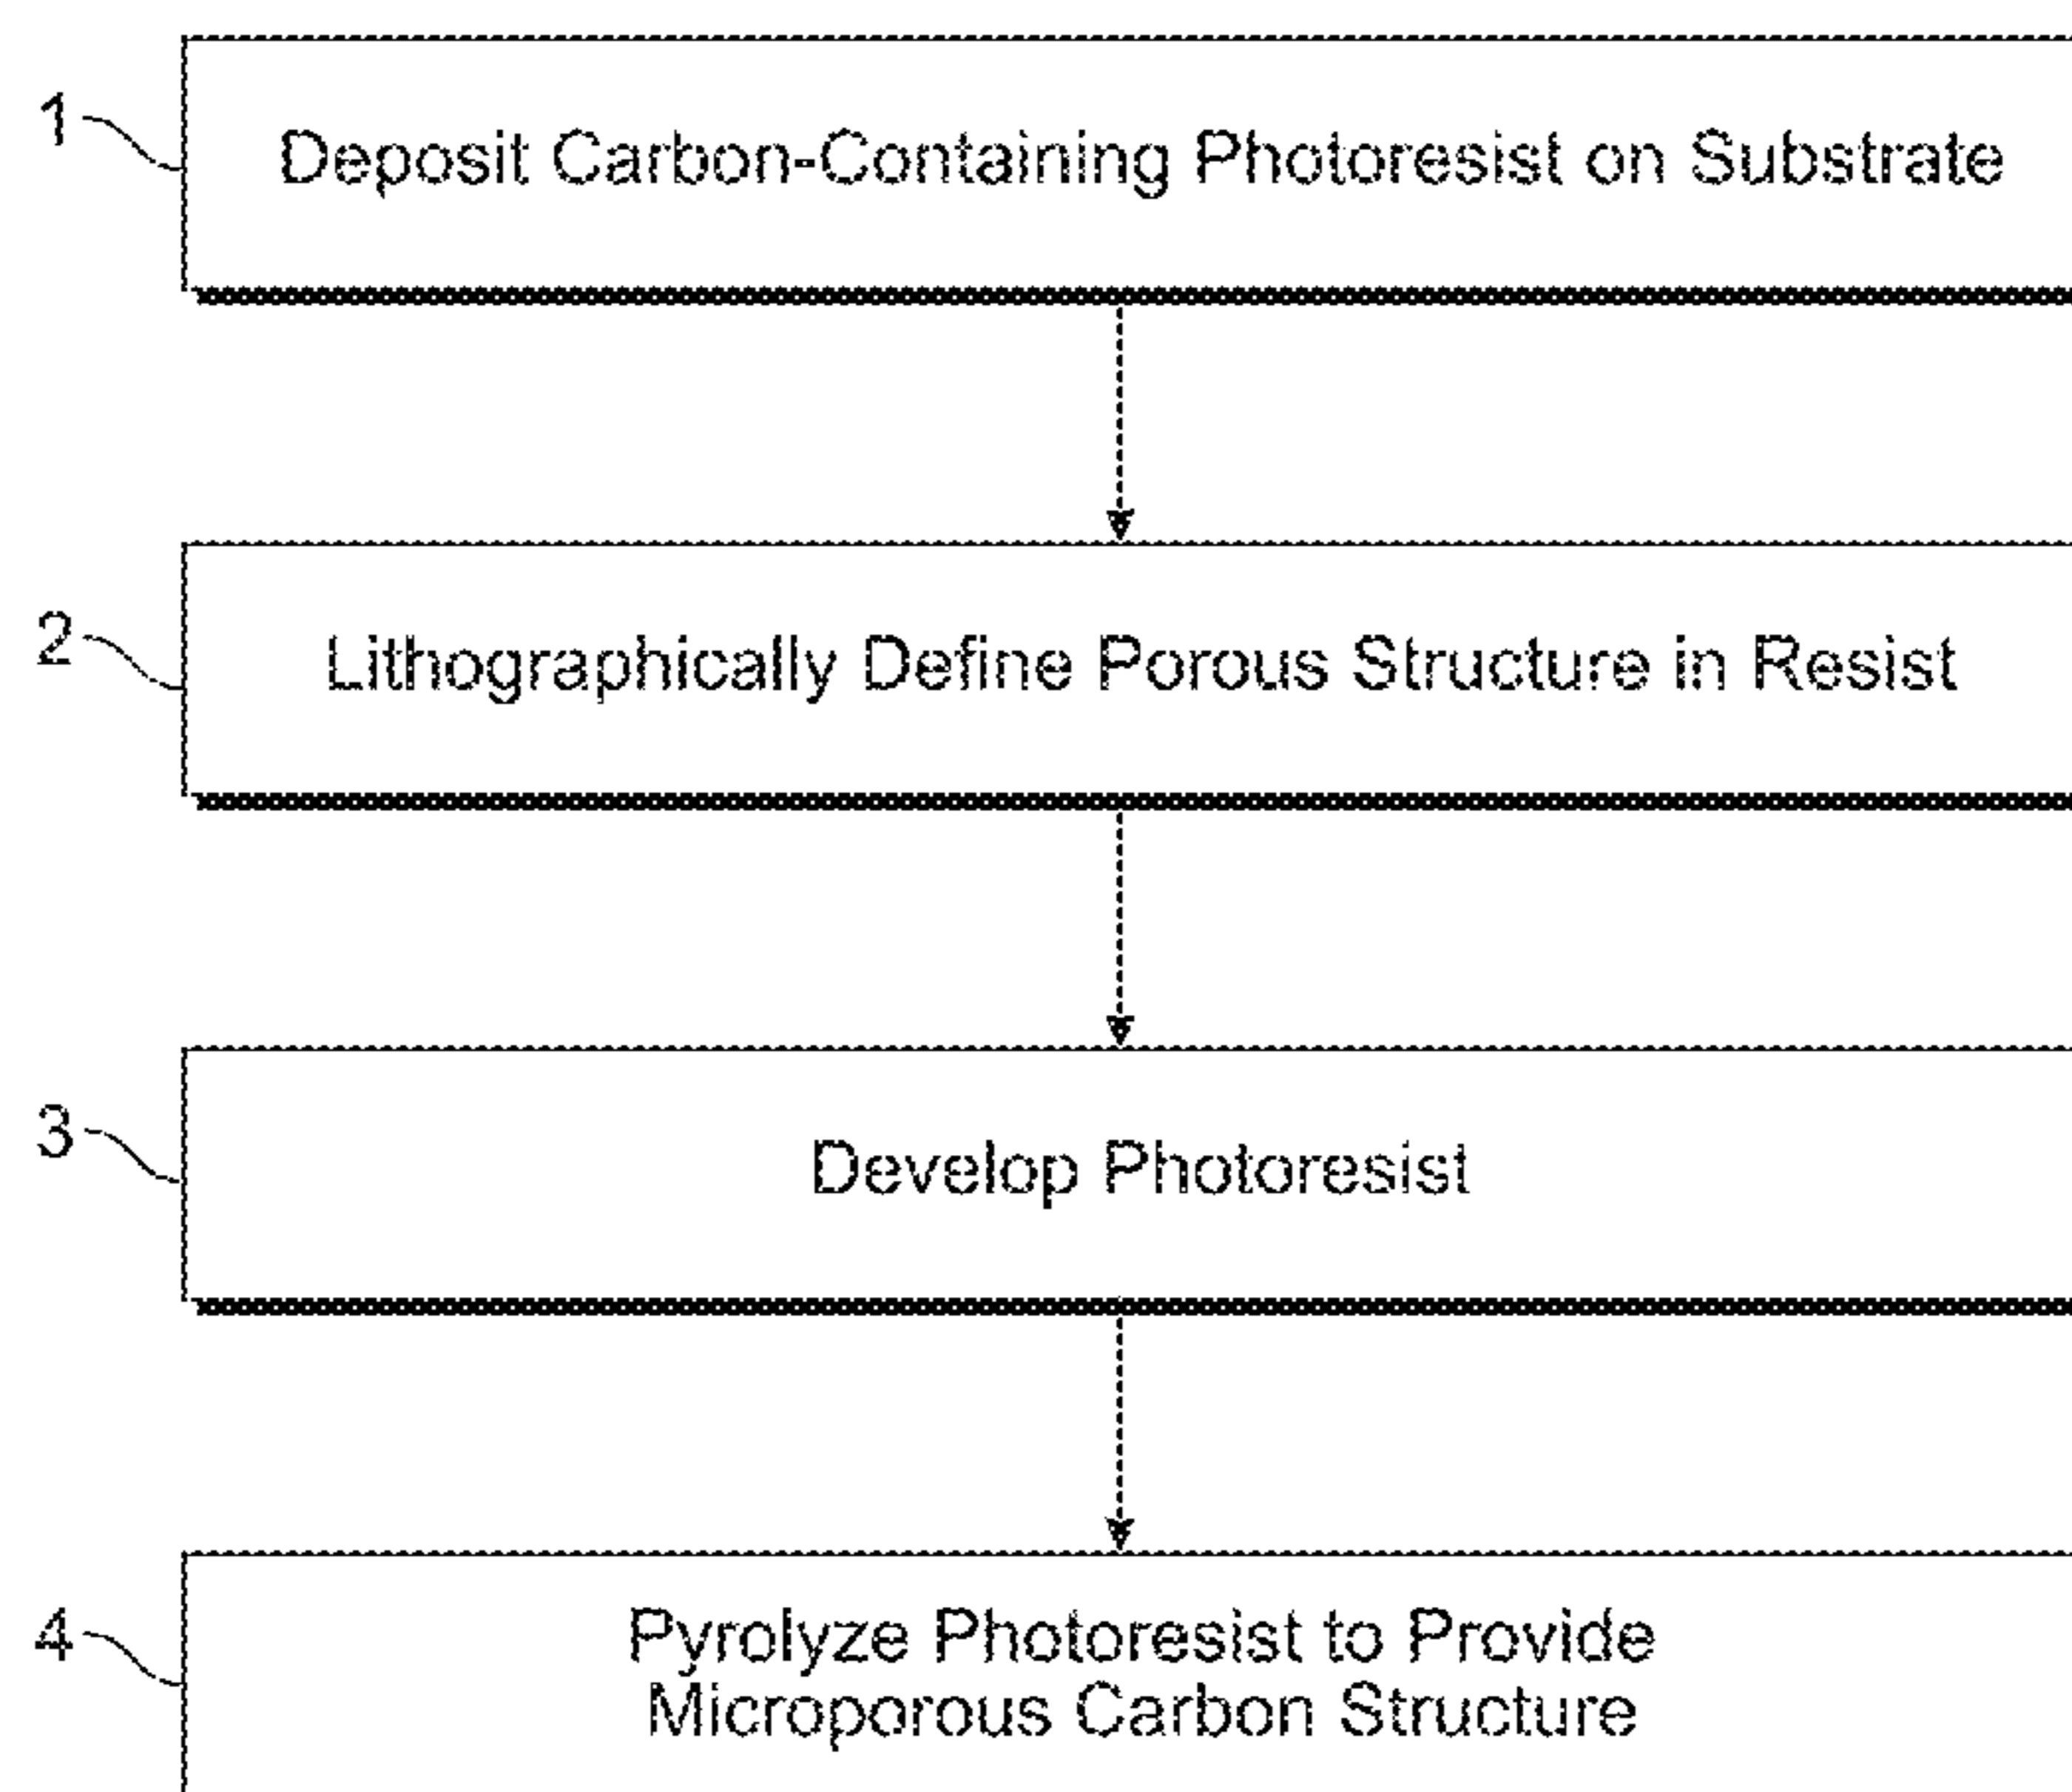 1
Deposit Carbon-Containing Photoresist on Substrate
2
Lithographically Define Porous Structure in Resist
3
Develop Photoresist
4
Pyrolyze Photoresist to Provide
Microporous Carbon Structure